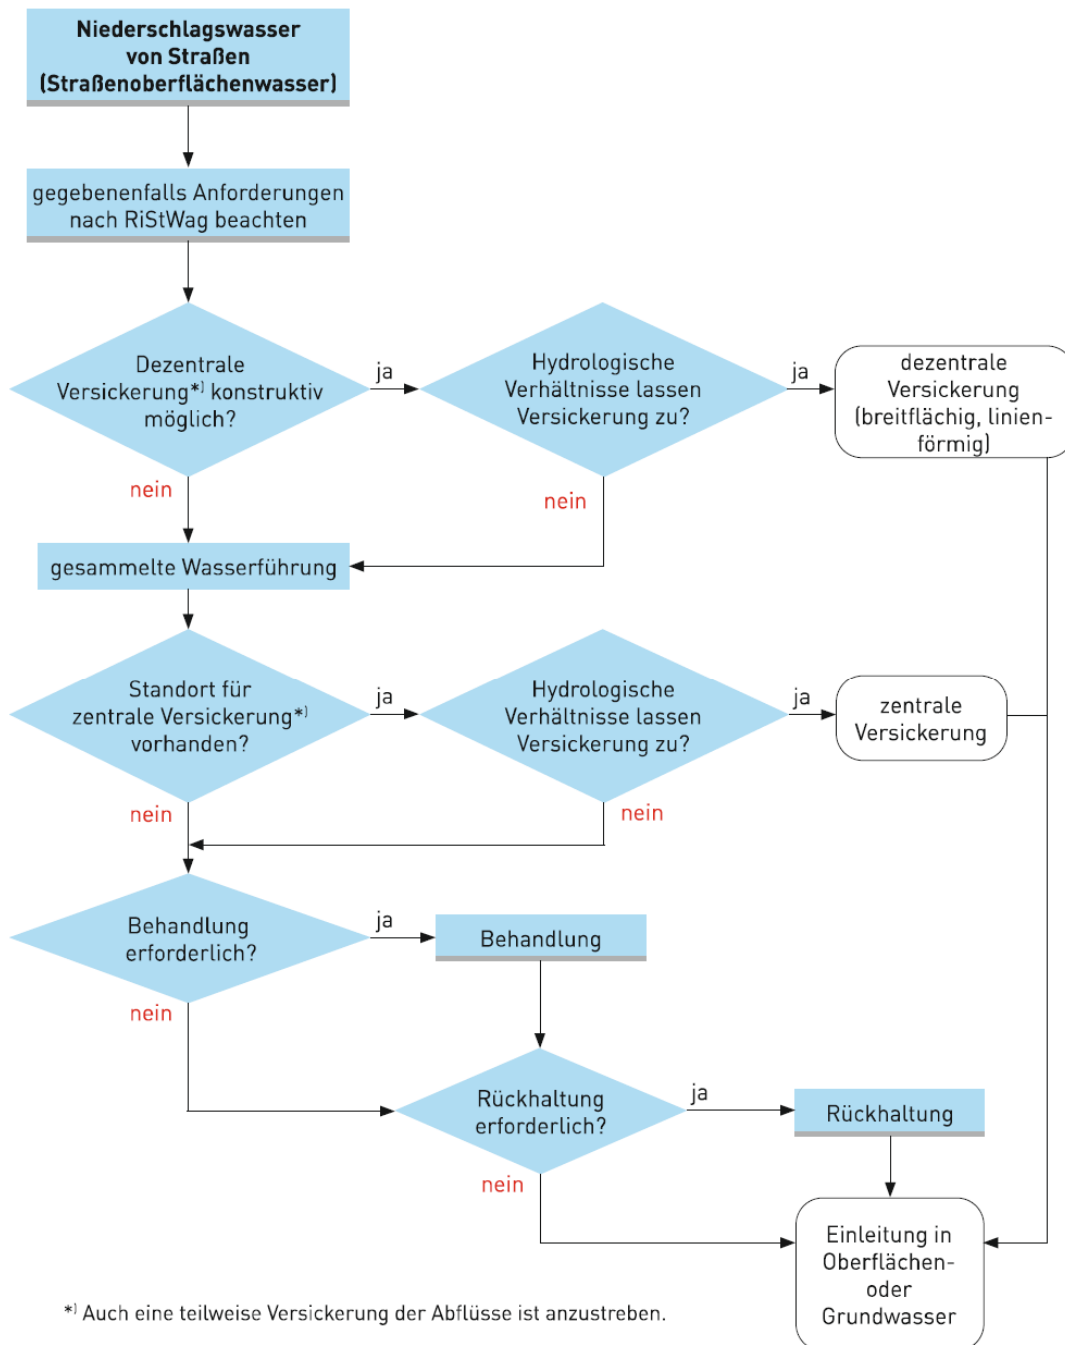 Niederschlagswasser
von Straßen
(Straßenoberflächenwasser)
gegebenenfalls Anforderungen
nach RiStWag beachten
Dezentrale
Versickerung*) konstruktiv
möglich?
ja
Hydrologische
Verhältnisse lassen
Versickerung zu?
ja
dezentrale
Versickerung
(breitflächig, linien-
förmig)
nein
nein
gesammelte Wasserführung
Standort für
zentrale Versickerung*)
vorhanden?
ja
Hydrologische
Verhältnisse lassen
Versickerung zu?
ja
zentrale
Versickerung
nein
nein
Behandlung
erforderlich?
ja
Behandlung
nein
Rückhaltung
erforderlich?
ja
Rückhaltung
nein
Einleitung in
Oberflächen-
oder
Grundwasser
*) Auch eine teilweise Versickerung der Abflüsse ist anzustreben.